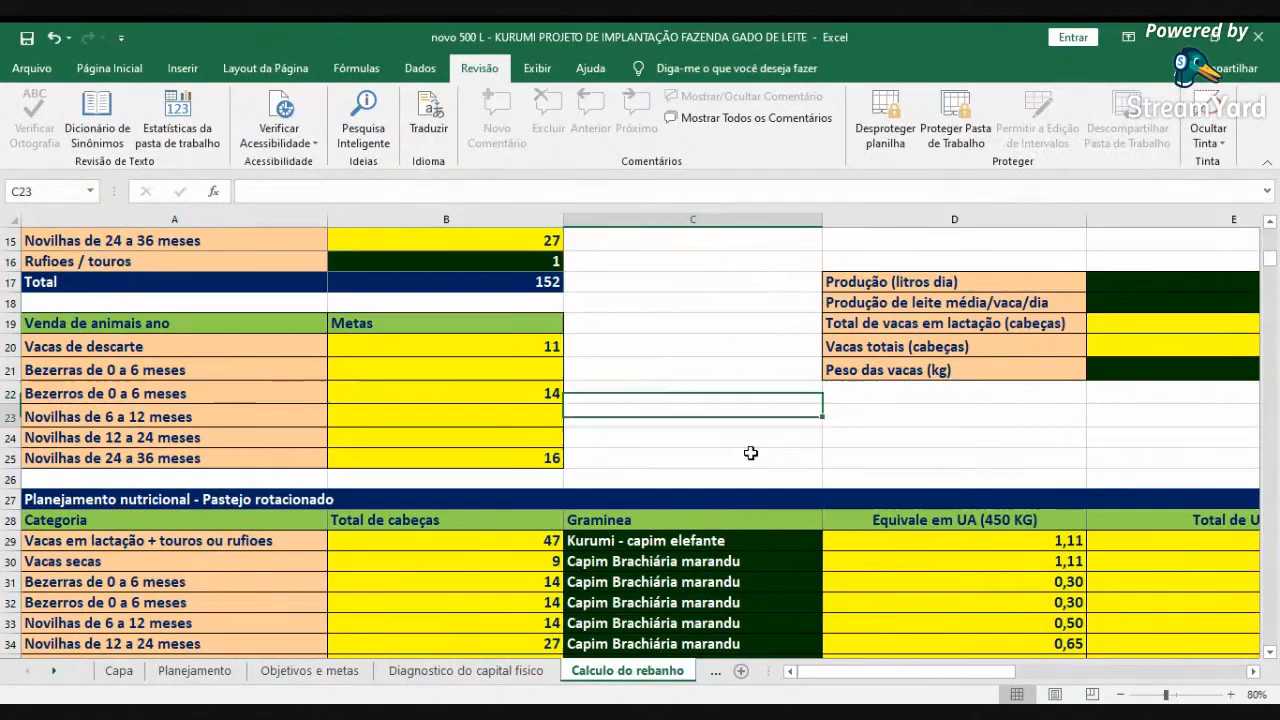 novo 500 L - KURUMI PROJETO DE IMPLANTAÇÃO FAZENDA GADO DE LEITE - Excel
Entrar
Powered by
StreamYard
Arquivo Página Inicial Inserir Layout da Página Fórmulas Dados Revisão Exibir Ajuda Diga-me o que você deseja fazer
Verificar Ortografia
Dicionário de Sinônimos
Estatísticas da pasta de trabalho
Revisão de Texto
Verificar Acessibilidade
Acessibilidade
Pesquisa Inteligente
Ideias
Traduzir
Idioma
Novo Comentário
Excluir
Anterior
Próximo
Mostrar/Ocultar Comentário
Mostrar Todos os Comentários
Comentários
Desproteger planilha
Proteger Pasta de Trabalho
Permitir a Edição de Intervalos
Descompartilhar Pasta de Trabalho
Proteger
Ocultar Tinta
Tinta
C23 fx
A B C D E
15 Novilhas de 24 a 36 meses 27
16 Rufioes / touros 1
17 Total 152 Produção (litros dia)
18 Produção de leite média/vaca/dia
19 Venda de animais ano Metas Total de vacas em lactação (cabeças)
20 Vacas de descarte 11 Vacas totais (cabeças)
21 Bezerras de 0 a 6 meses Peso das vacas (kg)
22 Bezerros de 0 a 6 meses 14
23 Novilhas de 6 a 12 meses
24 Novilhas de 12 a 24 meses
25 Novilhas de 24 a 36 meses 16
26
27 Planejamento nutricional - Pastejo rotacionado
28 Categoria Total de cabeças Graminea Equivale em UA (450 KG) Total de U
29 Vacas em lactação + touros ou rufioes 47 Kurumi - capim elefante 1,11
30 Vacas secas 9 Capim Brachiária marandu 1,11
31 Bezerras de 0 a 6 meses 14 Capim Brachiária marandu 0,30
32 Bezerros de 0 a 6 meses 14 Capim Brachiária marandu 0,30
33 Novilhas de 6 a 12 meses 14 Capim Brachiária marandu 0,50
34 Novilhas de 12 a 24 meses 27 Capim Brachiária marandu 0,65
Capa Planejamento Objetivos e metas Diagnostico do capital fisico Calculo do rebanho ...
80%